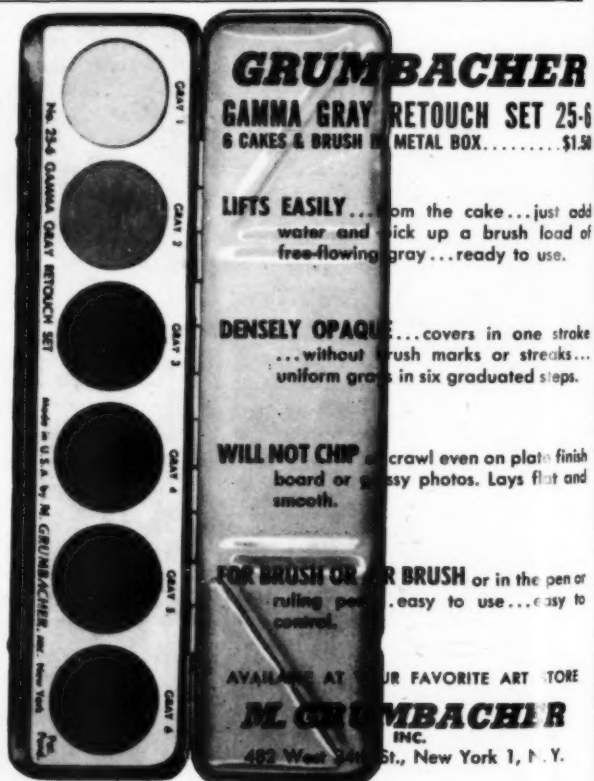 GRUMBACHER
GAMMA GRAY RETOUCH SET 25-6
6 CAKES & BRUSH IN METAL BOX.........$1.50
LIFTS EASILY...from the cake...just add
water and pick up a brush load of
free-flowing gray...ready to use.
DENSELY OPAQUE...covers in one stroke
...without brush marks or streaks...
uniform grays in six graduated steps.
WILL NOT CHIP or crawl even on plate finish
board or glossy photos. Lays flat and
smooth.
FOR BRUSH OR AIR BRUSH or in the pen or
ruling pen...easy to use...easy to
control.
AVAILABLE AT YOUR FAVORITE ART STORE
M. GRUMBACHER
INC.
482 West 34th St., New York 1, N.Y.
GRAY 1
GRAY 2
GRAY 3
GRAY 4
GRAY 5
GRAY 6
No. 25-6 GAMMA GRAY RETOUCH SET Made in U.S.A. by M. GRUMBACHER, INC. New York